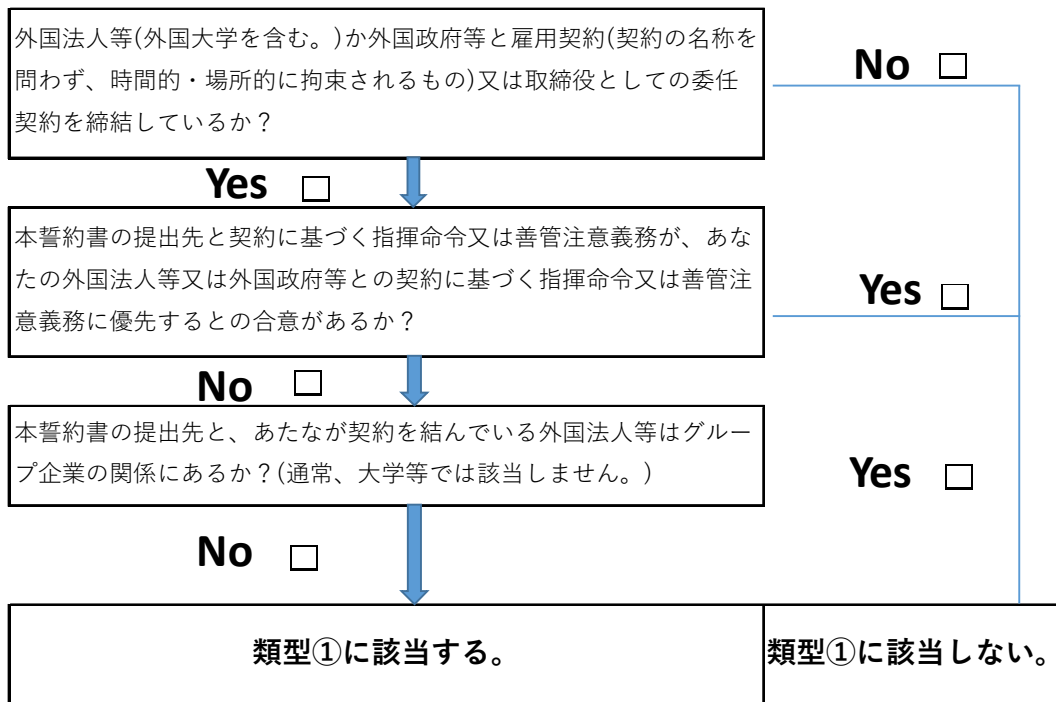 外国法人等(外国大学を含む。)か外国政府等と雇用契約(契約の名称を
問わず、時間的・場所的に拘束されるもの)又は取締役としての委任
契約を締結しているか？
No □
Yes □
本誓約書の提出先と契約に基づく指揮命令又は善管注意義務が、あな
たの外国法人等又は外国政府等との契約に基づく指揮命令又は善管注
意義務に優先するとの合意があるか？
Yes □
No □
本誓約書の提出先と、あたなが契約を結んでいる外国法人等はグルー
プ企業の関係にあるか？(通常、大学等では該当しません。)
Yes □
No □
類型①に該当する。
類型①に該当しない。